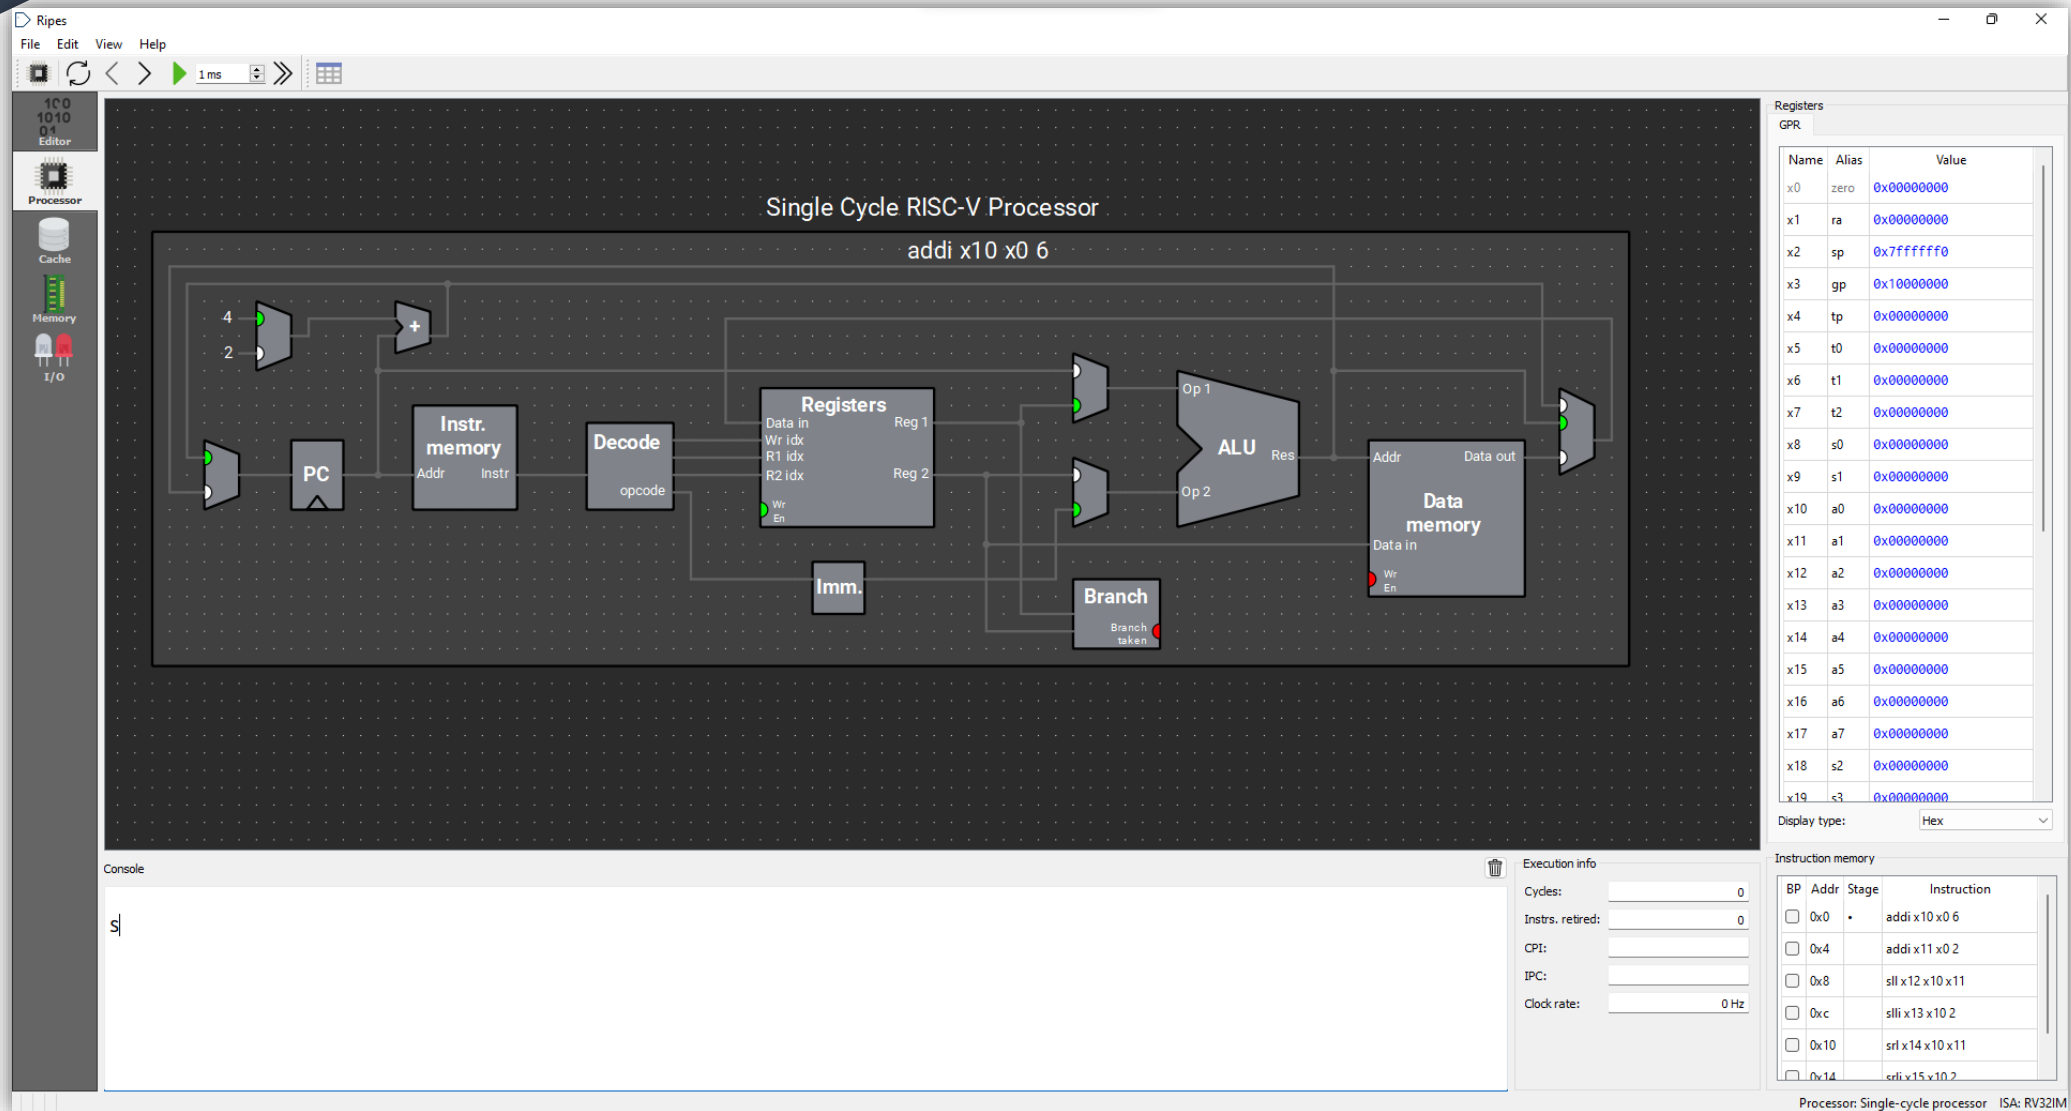 Ripes
File Edit View Help
1 ms
Editor
Processor
Cache
Memory
I/O
Single Cycle RISC-V Processor
addi x10 x0 6
4
2
+
PC
Instr. memory
Addr Instr
Decode
opcode
Registers
Data in
Wr idx
R1 idx
R2 idx
Wr En
Reg 1
Reg 2
Imm.
Op 1
Op 2
ALU
Res
Branch
Branch taken
Addr Data out
Data memory
Data in
Wr En
Registers
GPR
Name Alias Value
x0 zero 0x00000000
x1 ra 0x00000000
x2 sp 0x7ffffff0
x3 gp 0x10000000
x4 tp 0x00000000
x5 t0 0x00000000
x6 t1 0x00000000
x7 t2 0x00000000
x8 s0 0x00000000
x9 s1 0x00000000
x10 a0 0x00000000
x11 a1 0x00000000
x12 a2 0x00000000
x13 a3 0x00000000
x14 a4 0x00000000
x15 a5 0x00000000
x16 a6 0x00000000
x17 a7 0x00000000
x18 s2 0x00000000
x19 s3 0x00000000
Display type: Hex
Console
s
Execution info
Cycles: 0
Instrs. retired: 0
CPI:
IPC:
Clock rate: 0 Hz
Instruction memory
BP Addr Stage Instruction
0x0 • addi x10 x0 6
0x4 addi x11 x0 2
0x8 sll x12 x10 x11
0xc slli x13 x10 2
0x10 srl x14 x10 x11
0x14 srli x15 x10 2
Processor: Single-cycle processor ISA: RV32IM